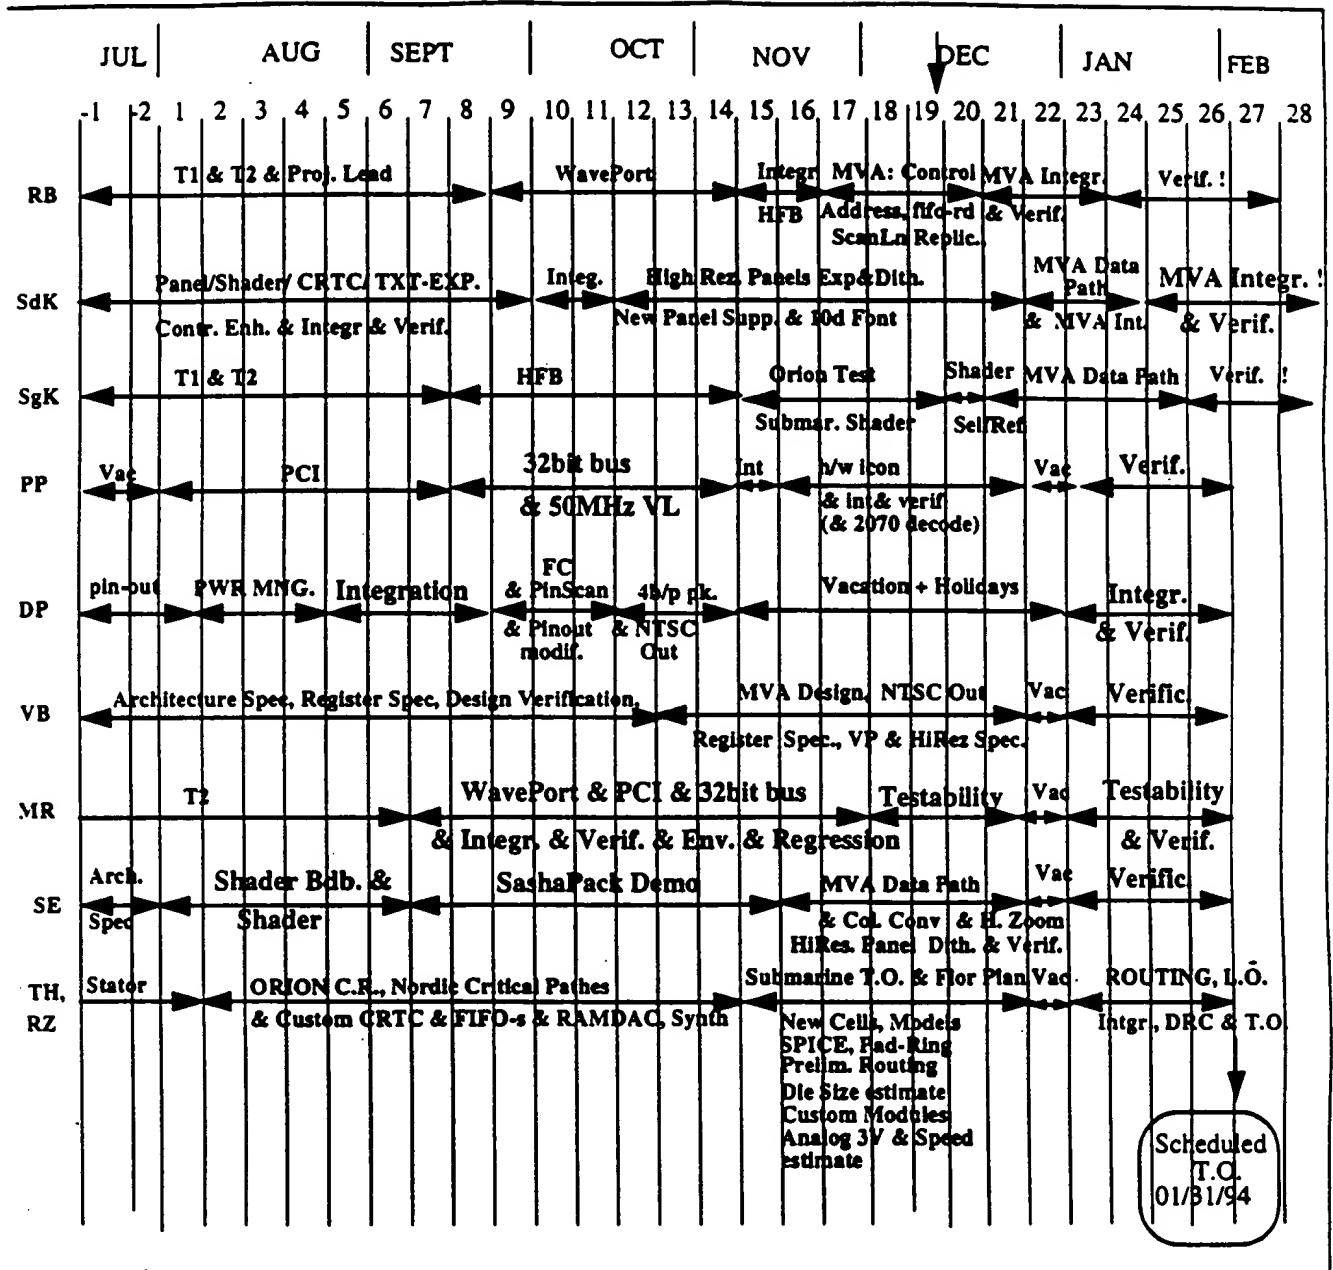 JUL AUG SEPT OCT NOV DEC JAN FEB
-1 -2 1 2 3 4 5 6 7 8 9 10 11 12 13 14 15 16 17 18 19 20 21 22 23 24 25 26 27 28
RB
T1 & T2 & Proj. Lead
WavePort
Integr
HFB
MVA: Control
Address, fifo-rd
ScanLn Replic.
MVA Integr.
& Verif.
Verif. !
SdK
Panel/Shader/ CRTC/ TXT-EXP.
Contr. Enh. & Integr & Verif.
Integ.
High Rez. Panels Exp&Dith.
New Panel Supp. & 10d Font
MVA Data
Path
& MVA Int.
MVA Integr. !
& Verif.
SgK
T1 & T2
HFB
Orion Test
Submar. Shader
Shader
Self Ref
MVA Data Path
Verif. !
PP
Vac
PCI
32bit bus
& 50MHz VL
Int
h/w icon
& int & verif
(& 2070 decode)
Vac
Verif.
DP
pin-out
PWR MNG.
Integration
FC
& PinScan
& Pinout
modif.
4b/p pk.
& NTSC
Out
Vacation + Holidays
Integr.
& Verif.
VB
Architecture Spec, Register Spec, Design Verification,
MVA Design, NTSC Out
Register Spec., VP & HiRez Spec.
Vac
Verific.
MR
T2
WavePort & PCI & 32bit bus
& Integr. & Verif. & Env. & Regression
Testability
Vac
Testability
& Verif.
SE
Arch.
Spec
Shader Bdb. &
Shader
SashaPack Demo
MVA Data Path
& Col. Conv & H. Zoom
HiRes. Panel Dith. & Verif.
Vac
Verific.
TH,
RZ
Stator
ORION C.R., Nordic Critical Pathes
& Custom CRTC & FIFO-s & RAMDAC, Synth
Submarine T.O. & Flor Plan
New Cells, Models
SPICE, Pad-Ring
Prelim. Routing
Die Size estimate
Custom Modules
Analog 3V & Speed
estimate
Vac
ROUTING, L.O.
Intgr., DRC & T.O.
Scheduled
T.O.
01/31/94